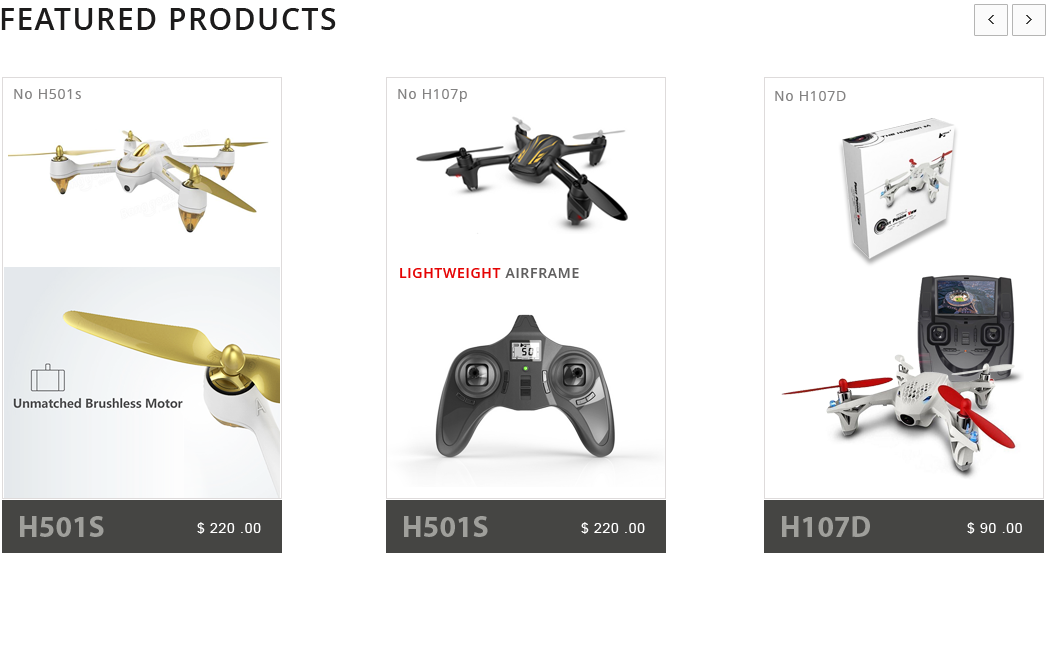 FEATURED PRODUCTS
No H501s
No H107p
No H107D
LIGHTWEIGHT AIRFRAME
50
Unmatched Brushless Motor
H501S
$ 220 .00
H501S
$ 220 .00
H107D
$ 90 .00